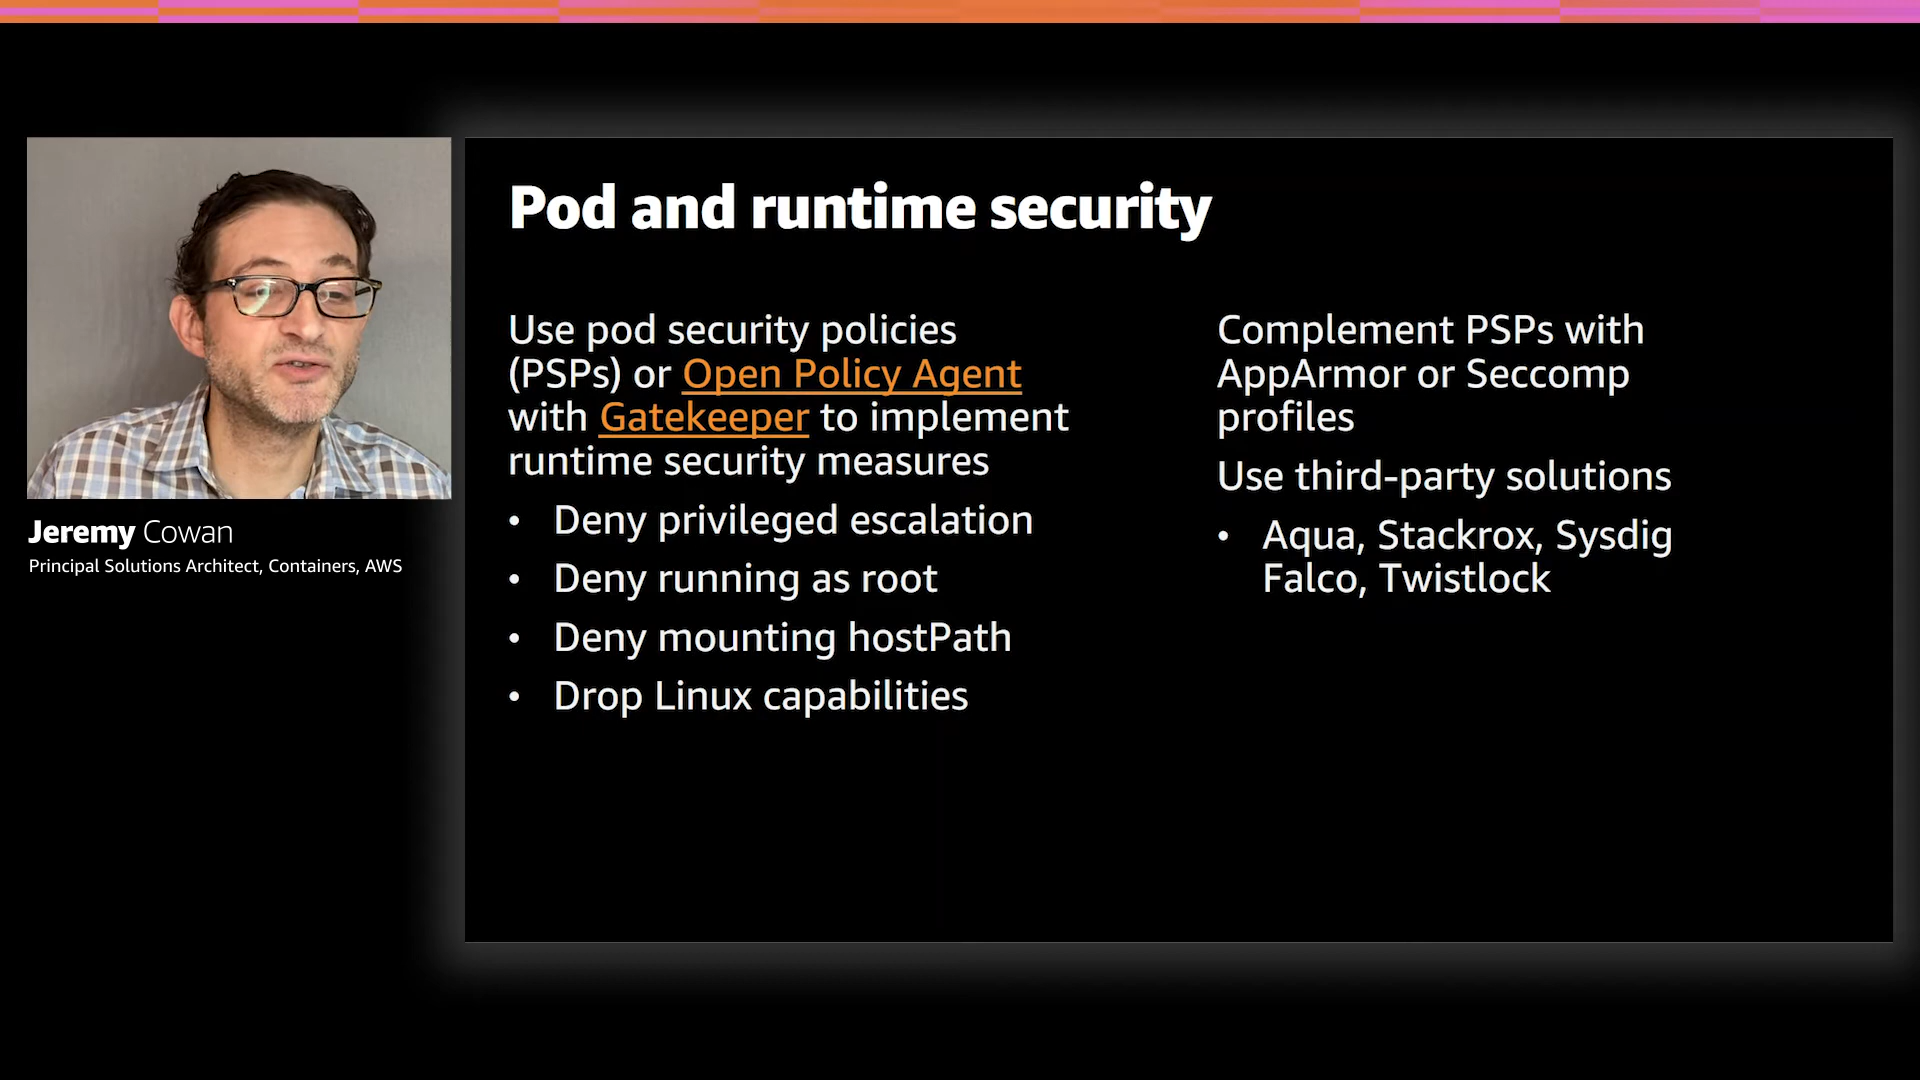 Pod and runtime security
Use pod security policies
(PSPs) or Open Policy Agent
with Gatekeeper to implement
runtime security measures
• Deny privileged escalation
• Deny running as root
• Deny mounting hostPath
• Drop Linux capabilities
Complement PSPs with
AppArmor or Seccomp
profiles
Use third-party solutions
• Aqua, Stackrox, Sysdig
Falco, Twistlock
Jeremy Cowan
Principal Solutions Architect, Containers, AWS